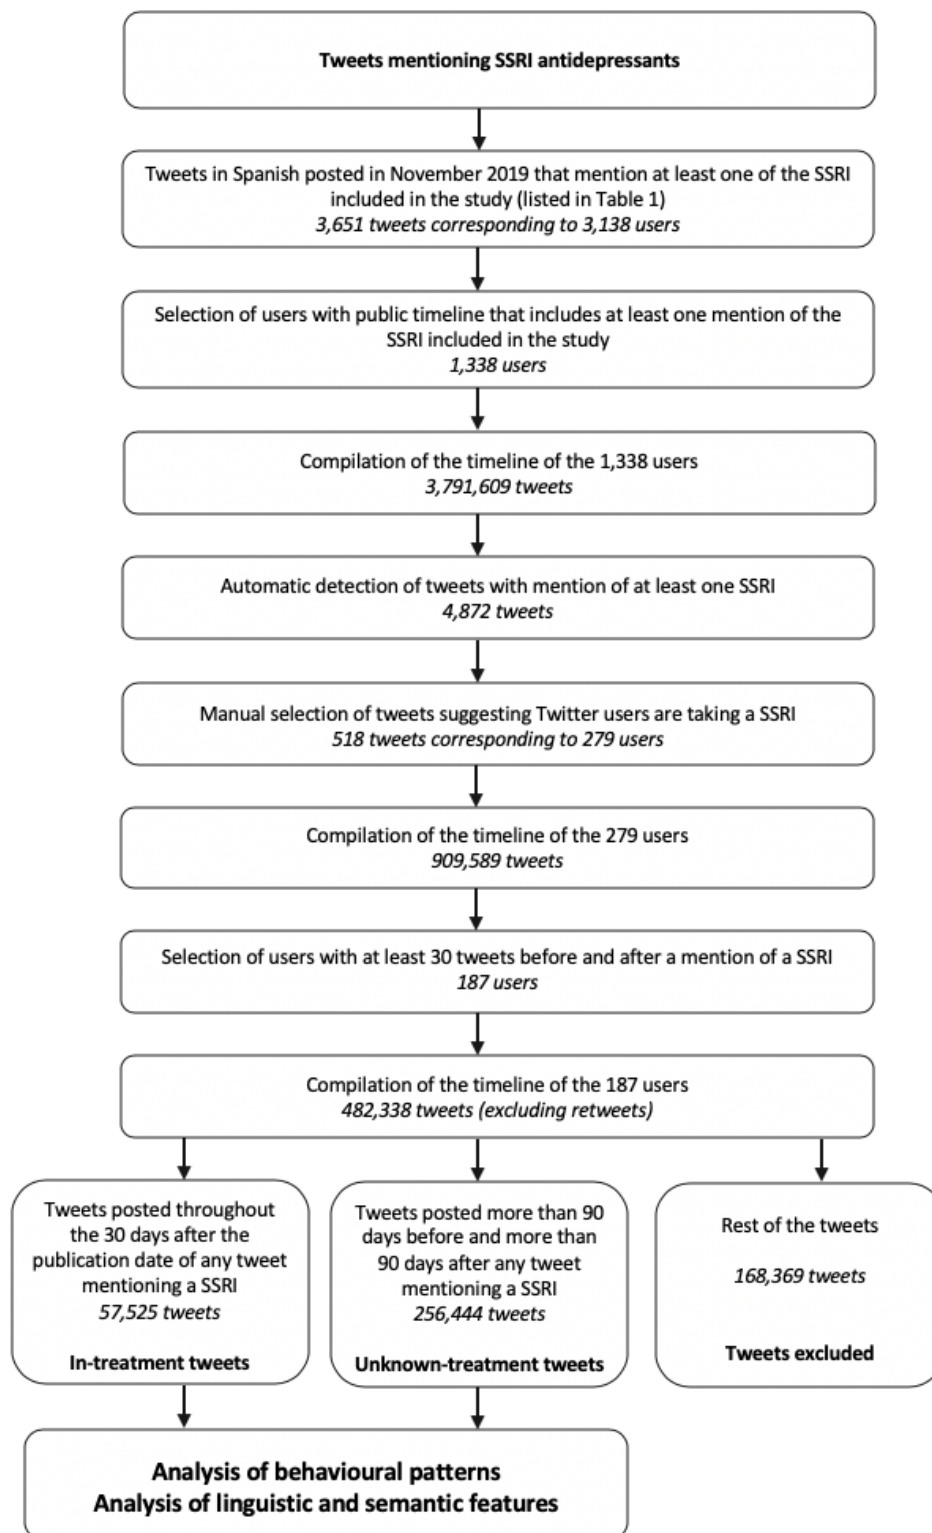 Tweets mentioning SSRI antidepressants
Tweets in Spanish posted in November 2019 that mention at least one of the SSRI
included in the study (listed in Table 1)
3,651 tweets corresponding to 3,138 users
Selection of users with public timeline that includes at least one mention of the
SSRI included in the study
1,338 users
Compilation of the timeline of the 1,338 users
3,791,609 tweets
Automatic detection of tweets with mention of at least one SSRI
4,872 tweets
Manual selection of tweets suggesting Twitter users are taking a SSRI
518 tweets corresponding to 279 users
Compilation of the timeline of the 279 users
909,589 tweets
Selection of users with at least 30 tweets before and after a mention of a SSRI
187 users
Compilation of the timeline of the 187 users
482,338 tweets (excluding retweets)
Tweets posted throughout
the 30 days after the
publication date of any tweet
mentioning a SSRI
57,525 tweets
In-treatment tweets
Tweets posted more than 90
days before and more than
90 days after any tweet
mentioning a SSRI
256,444 tweets
Unknown-treatment tweets
Rest of the tweets
168,369 tweets
Tweets excluded
Analysis of behavioural patterns
Analysis of linguistic and semantic features